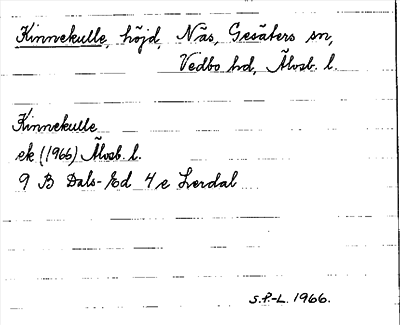 Kinnekulle, höjd, Näs, Gesäters sn,
Vedbo hd, Älvsb. l.
Kinnekulle
ek (1966) Älvsb. l.
9 B Dals-Ed 4 e Lerdal
S.P.-L. 1966.